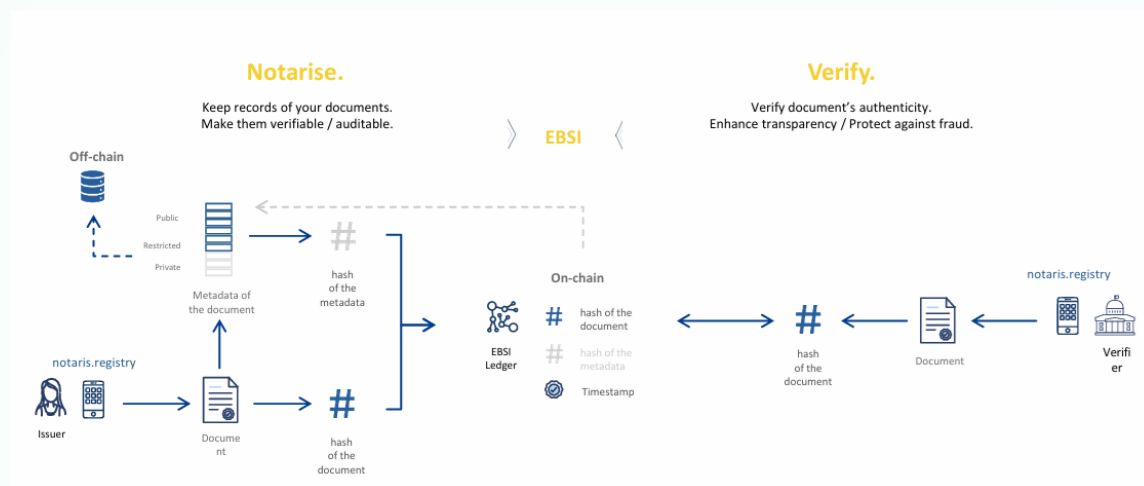 Notarise.
Keep records of your documents.
Make them verifiable / auditable.
Verify.
Verify document's authenticity.
Enhance transparency / Protect against fraud.
EBSI
Off-chain
Public
Restricted
Private
Metadata of
the document
#
hash
of the
metadata
notaris.registry
Issuer
Docume
nt
#
hash
of the
document
EBSI
Ledger
On-chain
# hash of the
document
# hash of the
metadata
Timestamp
#
hash
of the
document
Document
notaris.registry
Verifi
er